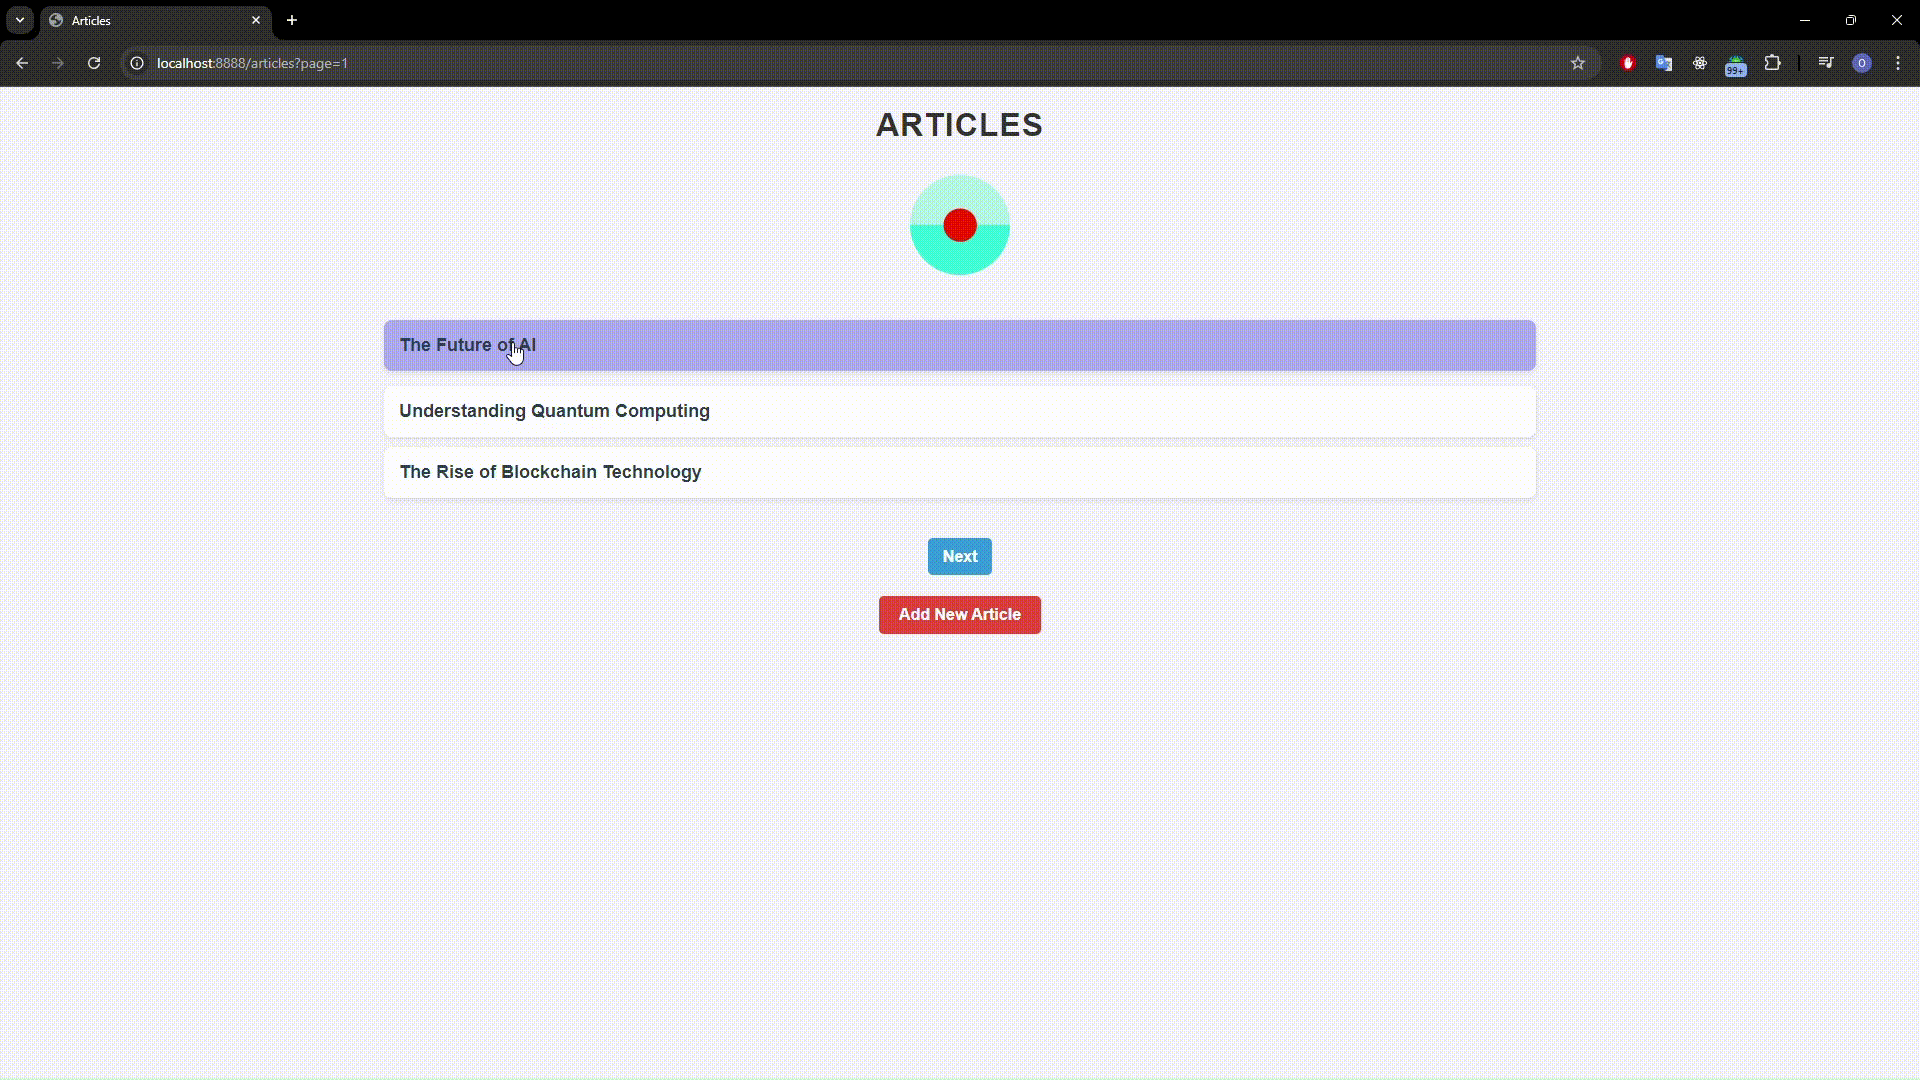 Articles
localhost:8888/articles?page=1
99+
O
ARTICLES
The Future of AI
Understanding Quantum Computing
The Rise of Blockchain Technology
Next
Add New Article